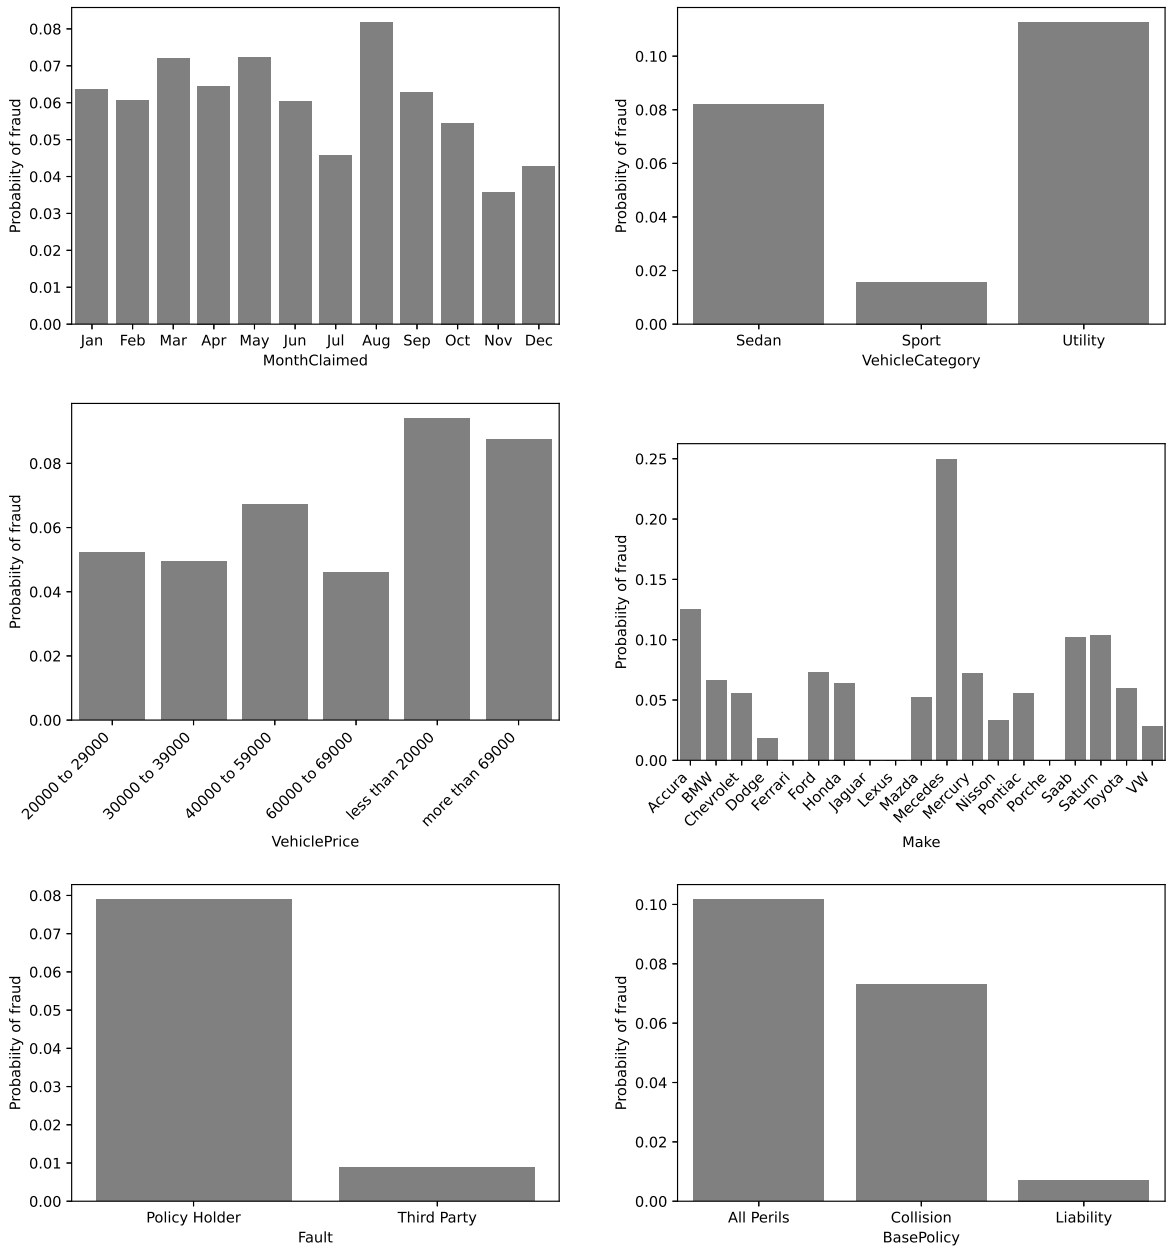 0.08
0.07
0.06
0.05
0.04
0.03
0.02
0.01
0.00
Probabiity of fraud
Jan Feb Mar Apr May Jun Jul Aug Sep Oct Nov Dec
MonthClaimed
0.10
0.08
0.06
0.04
0.02
0.00
Probabiity of fraud
Sedan Sport Utility
VehicleCategory
0.08
0.06
0.04
0.02
0.00
Probabiity of fraud
20000 to 29000
30000 to 39000
40000 to 59000
60000 to 69000
less than 20000
more than 69000
VehiclePrice
0.25
0.20
0.15
0.10
0.05
0.00
Probabiity of fraud
Accura
BMW
Chevrolet
Dodge
Ferrari
Ford
Honda
Jaguar
Lexus
Mazda
Mecedes
Mercury
Nisson
Pontiac
Porche
Saab
Saturn
Toyota
VW
Make
0.08
0.07
0.06
0.05
0.04
0.03
0.02
0.01
0.00
Probabiity of fraud
Policy Holder Third Party
Fault
0.10
0.08
0.06
0.04
0.02
0.00
Probabiity of fraud
All Perils Collision Liability
BasePolicy